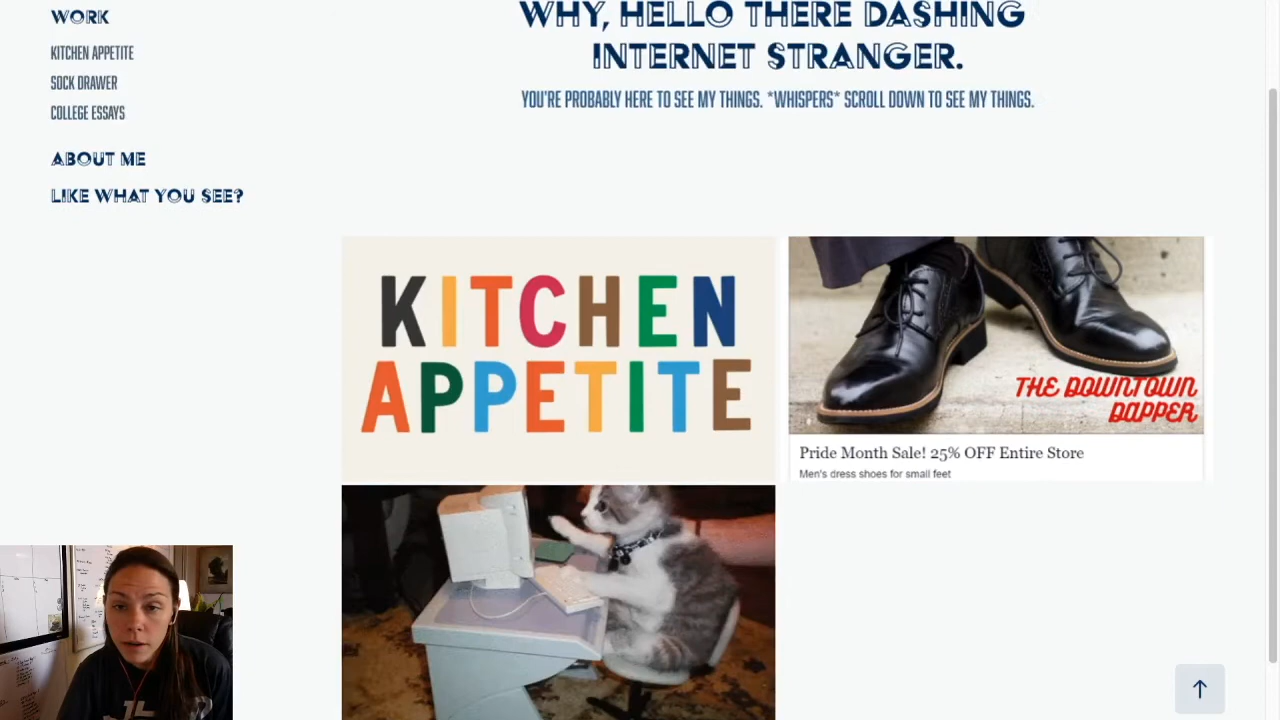 WORK
KITCHEN APPETITE
SOCK DRAWER
COLLEGE ESSAYS
ABOUT ME
LIKE WHAT YOU SEE?
WHY, HELLO THERE DASHING
INTERNET STRANGER.
YOU'RE PROBABLY HERE TO SEE MY THINGS. *WHISPERS* SCROLL DOWN TO SEE MY THINGS.
KITCHEN
APPETITE
THE DOWNTOWN
DAPPER
Pride Month Sale! 25% OFF Entire Store
Men's dress shoes for small feet